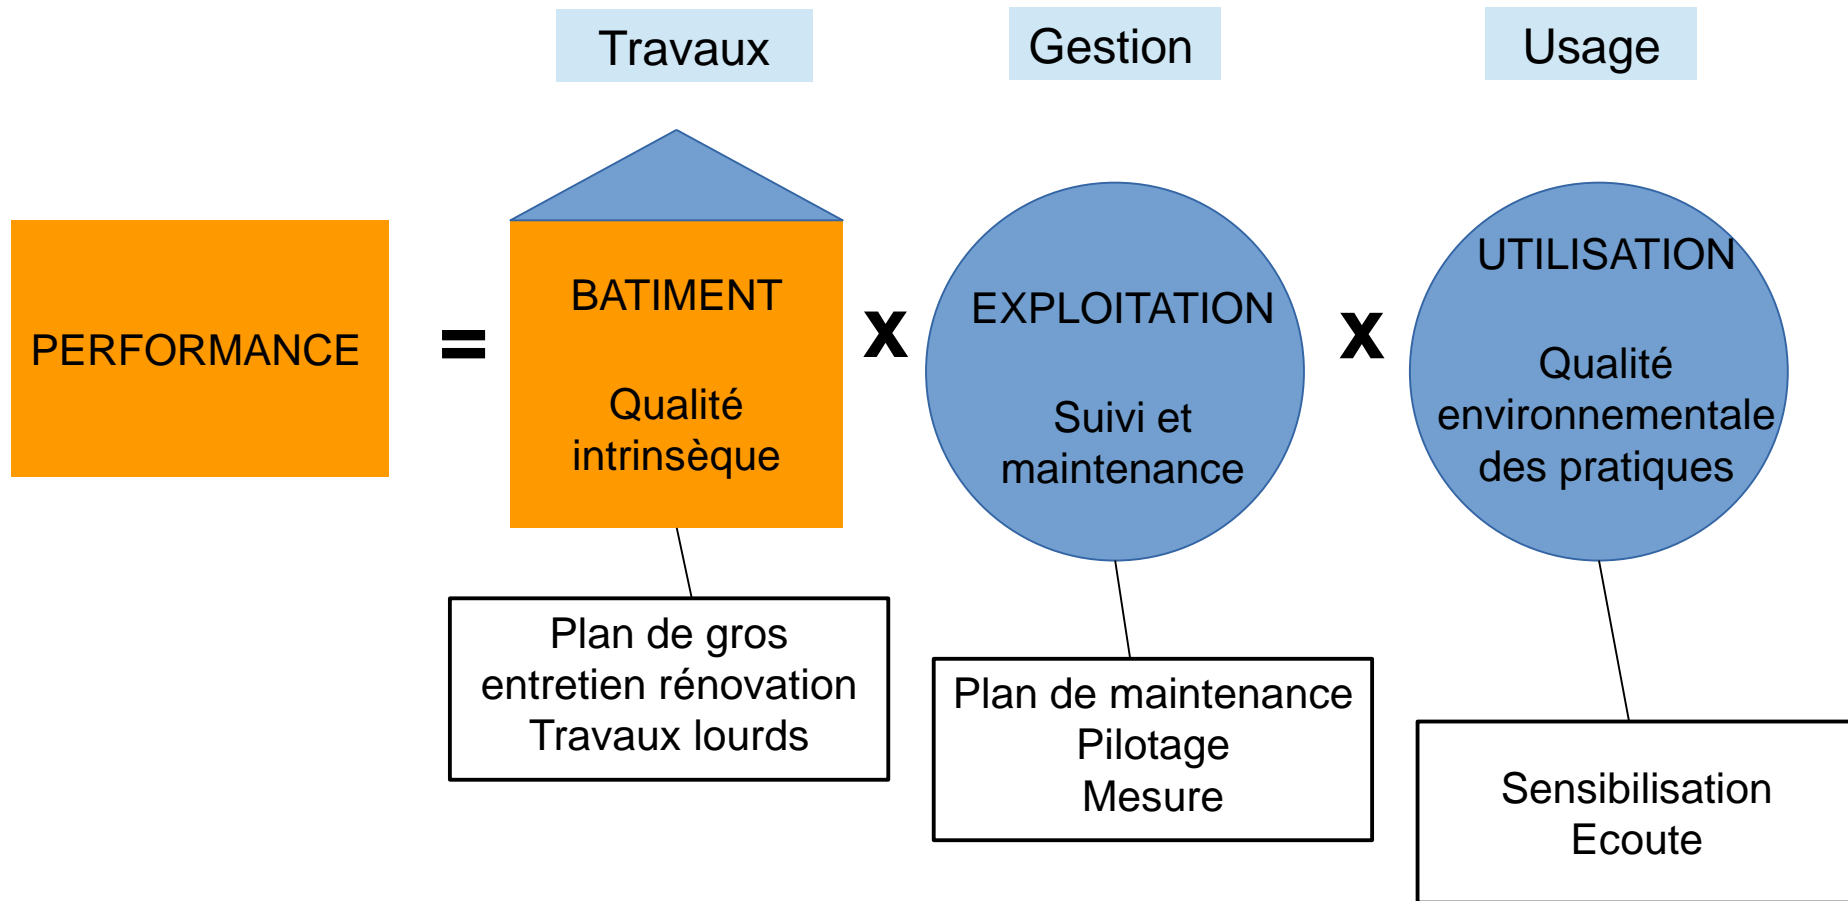 Travaux
Gestion
Usage
PERFORMANCE
=
BATIMENT
Qualité
intrinsèque
x
EXPLOITATION
Suivi et
maintenance
x
UTILISATION
Qualité
environnementale
des pratiques
Plan de gros
entretien rénovation
Travaux lourds
Plan de maintenance
Pilotage
Mesure
Sensibilisation
Ecoute